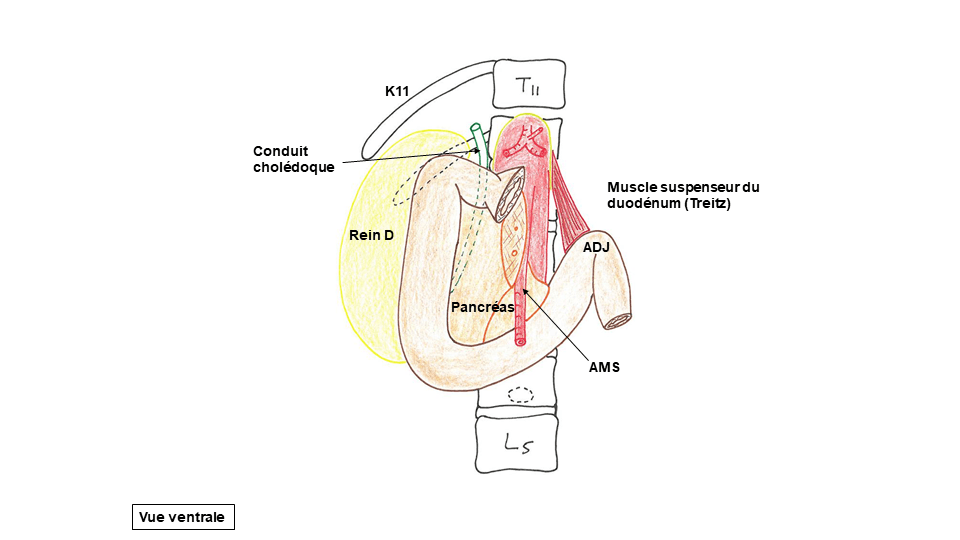 T11
K11
Conduit
cholédoque
Muscle suspenseur du
duodénum (Treitz)
Rein D
ADJ
Pancréas
AMS
L5
Vue ventrale